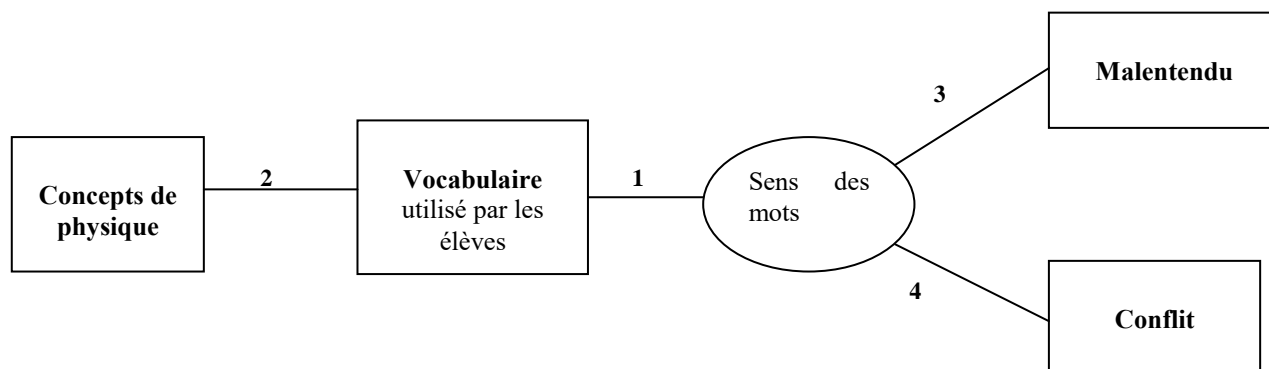 Concepts de
physique
2
Vocabulaire
utilisé par les
élèves
1
Sens des
mots
3
Malentendu
4
Conflit